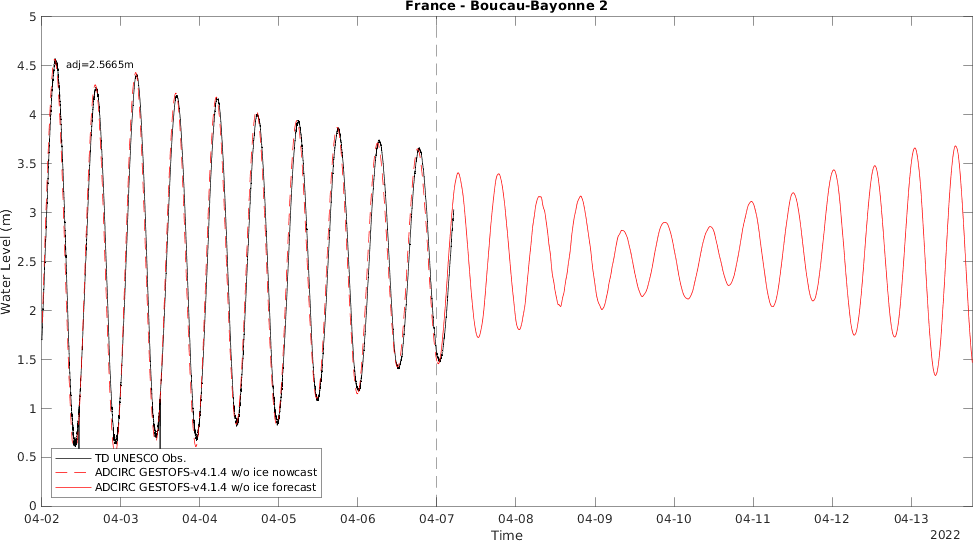 France - Boucau-Bayonne 2
5
4.5
4
3.5
3
2.5
2
1.5
1
0.5
0
Water Level (m)
adj=2.5665m
TD UNESCO Obs.
ADCIRC GESTOFS-v4.1.4 w/o ice nowcast
ADCIRC GESTOFS-v4.1.4 w/o ice forecast
04-02 04-03 04-04 04-05 04-06 04-07 04-08 04-09 04-10 04-11 04-12 04-13
Time
2022